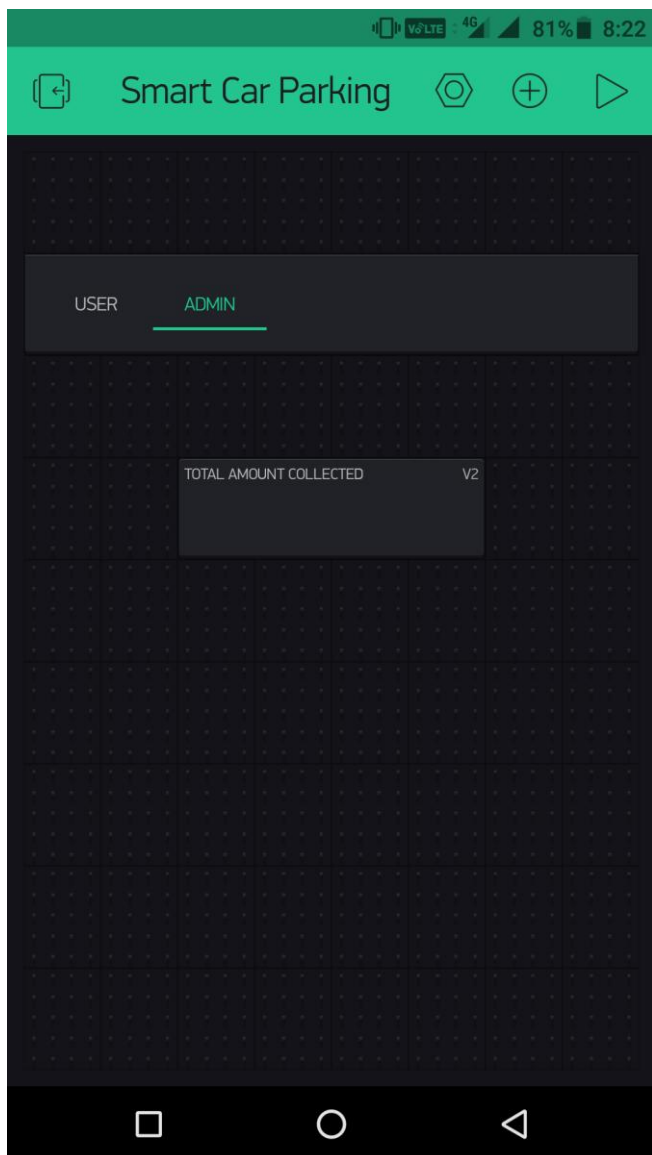 VoLTE 4G 81% 8:22
Smart Car Parking
USER ADMIN
TOTAL AMOUNT COLLECTED V2